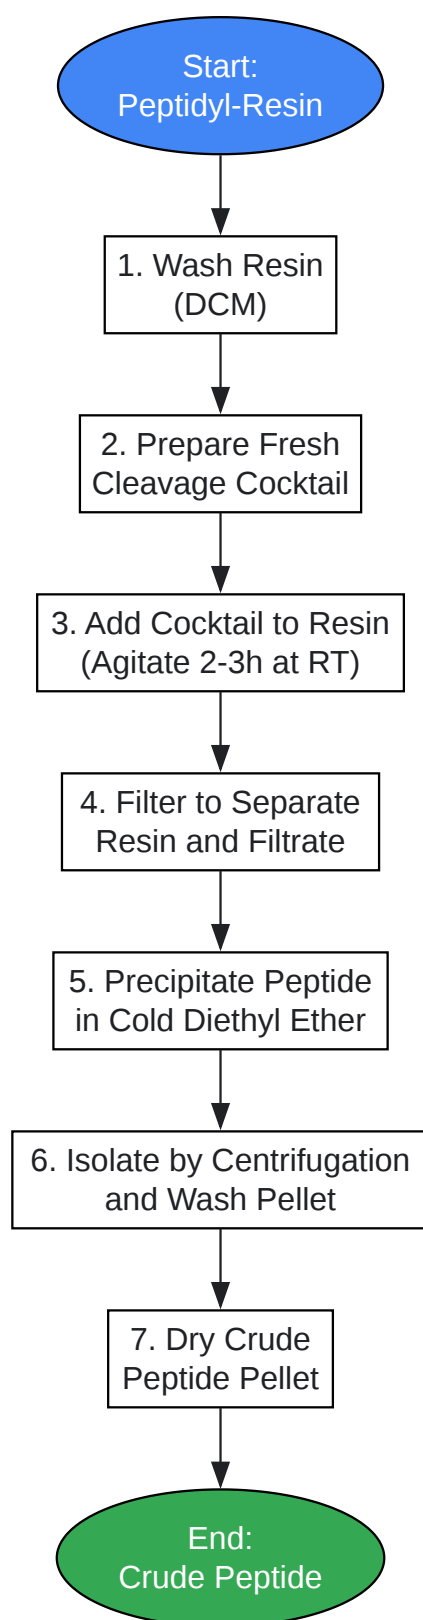 Start:
Peptidyl-Resin
1. Wash Resin
(DCM)
2. Prepare Fresh
Cleavage Cocktail
3. Add Cocktail to Resin
(Agitate 2-3h at RT)
4. Filter to Separate
Resin and Filtrate
5. Precipitate Peptide
in Cold Diethyl Ether
6. Isolate by Centrifugation
and Wash Pellet
7. Dry Crude
Peptide Pellet
End:
Crude Peptide